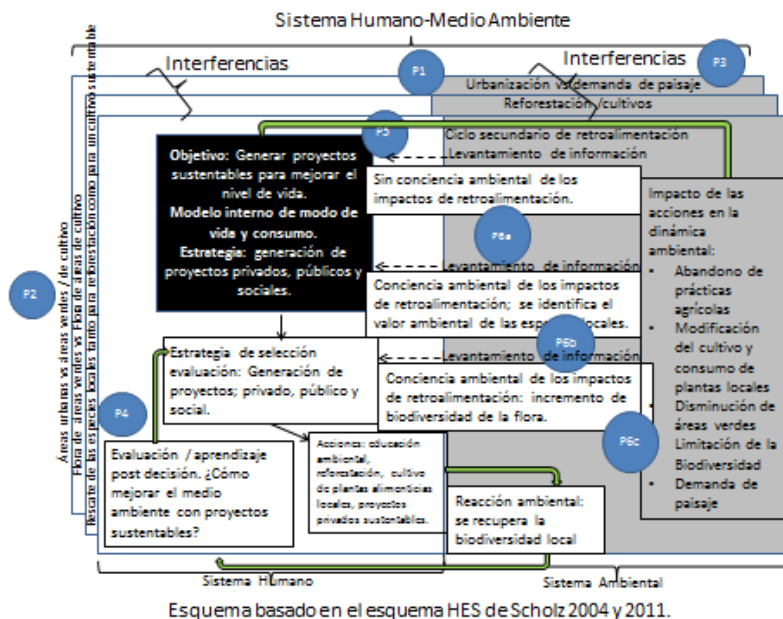 Sistema Humano-Medio Ambiente
Interferencias
Interferencias
P1
P3
Urbanización vs demanda de paisaje
Reforestación /cultivos
Áreas urbanas vs áreas verdes / de cultivo
Flora de áreas verdes vs Flora de áreas de cultivo
Rescate de las especies locales tanto para reforestación como para un cultivo sustentable
P2
P5
Ciclo secundario de retroalimentación
Levantamiento de información
Objetivo: Generar proyectos
sustentables para mejorar el
nivel de vida.
Modelo interno de modo de
vida y consumo.
Estrategia: generación de
proyectos privados, públicos y
sociales.
Sin conciencia ambiental de los
impactos de retroalimentación.
P6a
Levantamiento de información
Conciencia ambiental de los impactos
de retroalimentación; se identifica el
valor ambiental de las locales.
P6b
Levantamiento de información
Conciencia ambiental de los impactos
de retroalimentación: incremento de
biodiversidad de la flora.
P6c
Impacto de las
acciones en la
dinámica
ambiental:
• Abandono de
prácticas
agrícolas
• Modificación
del cultivo y
consumo de
plantas locales
• Disminución de
áreas verdes
• Limitación de la
Biodiversidad
• Demanda de
paisaje
Estrategia de selección
evaluación: Generación de
proyectos; privado, público y
social.
P4
Evaluación / aprendizaje
post decisión. ¿Cómo
mejorar el medio
ambiente con proyectos
sustentables?
Acciones: educación
ambiental,
reforestación, cultivo
de plantas alimenticias
locales, proyectos
privados sustentables.
Reacción ambiental:
se recupera la
biodiversidad local
Sistema Humano
Sistema Ambiental
Esquema basado en el esquema HES de Scholz 2004 y 2011.